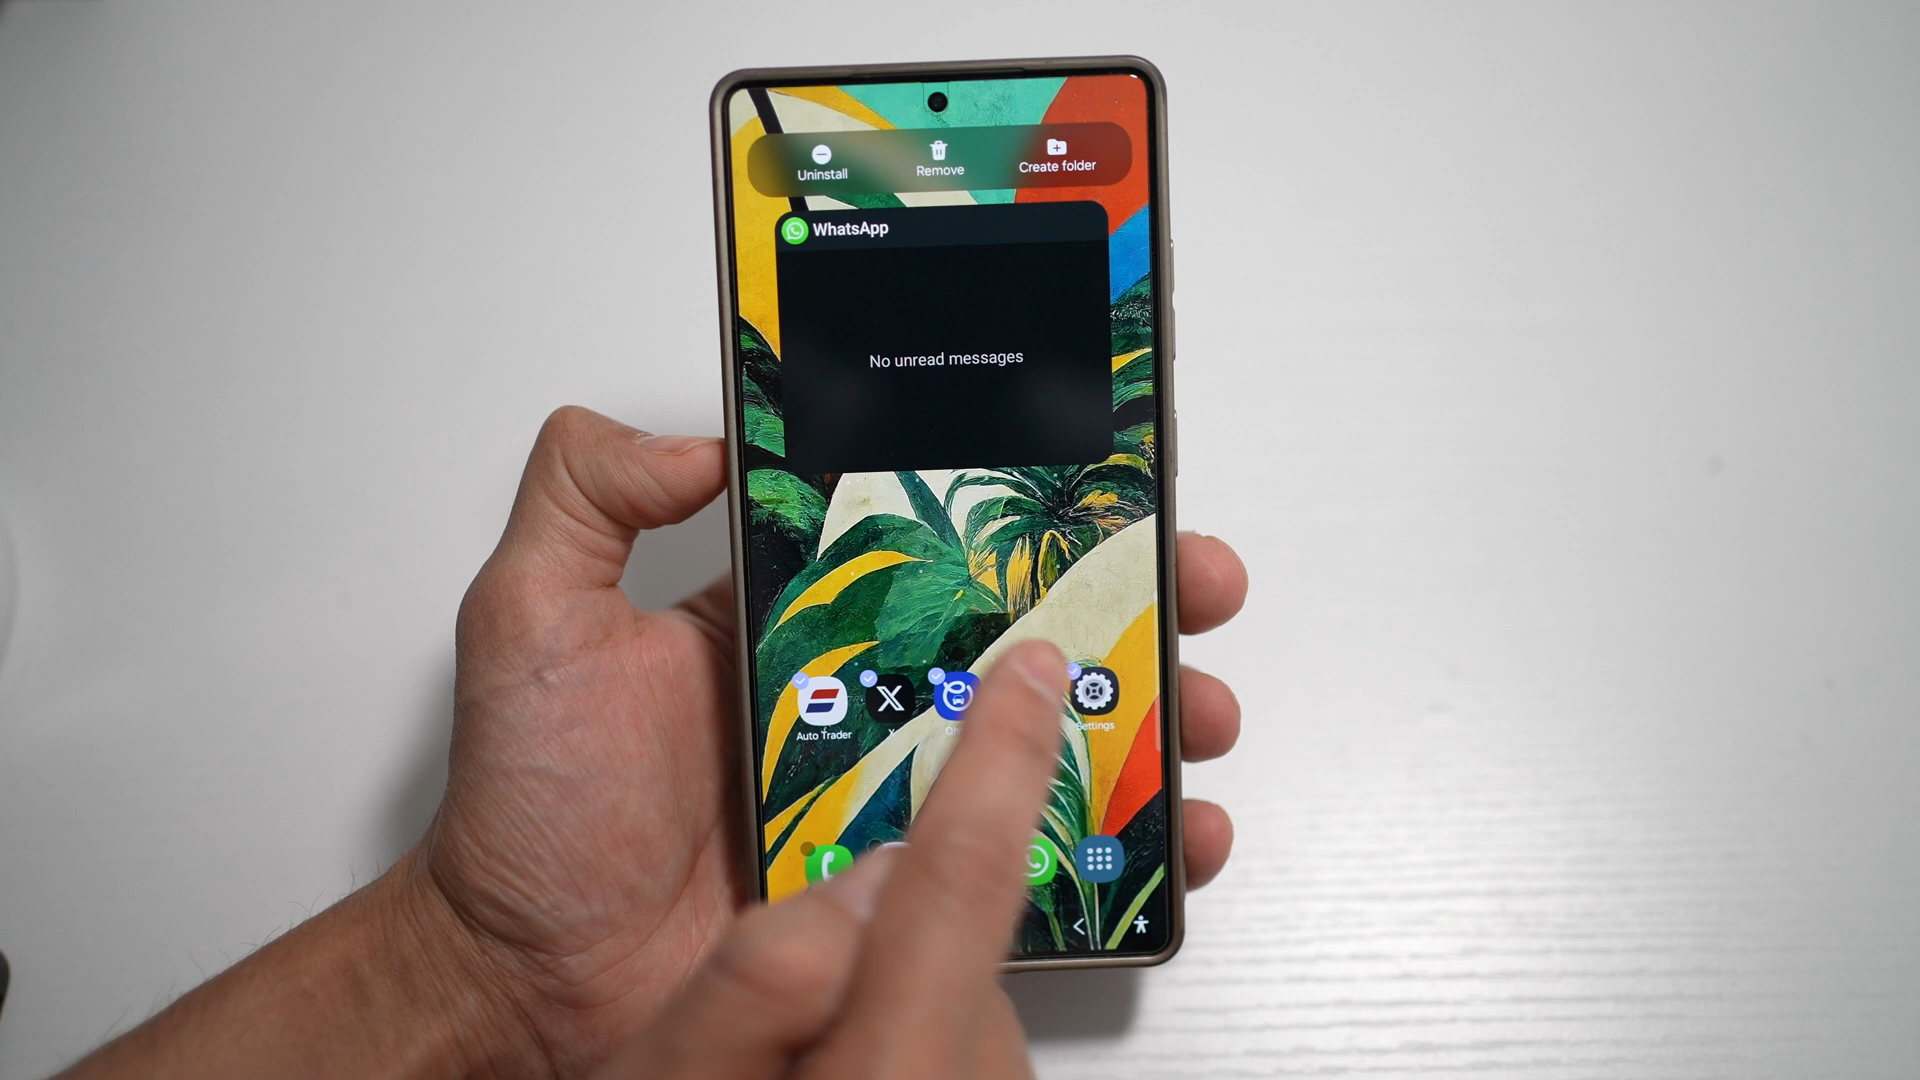 Uninstall
Remove
Create folder
WhatsApp
No unread messages
Auto Trader
X
Settings